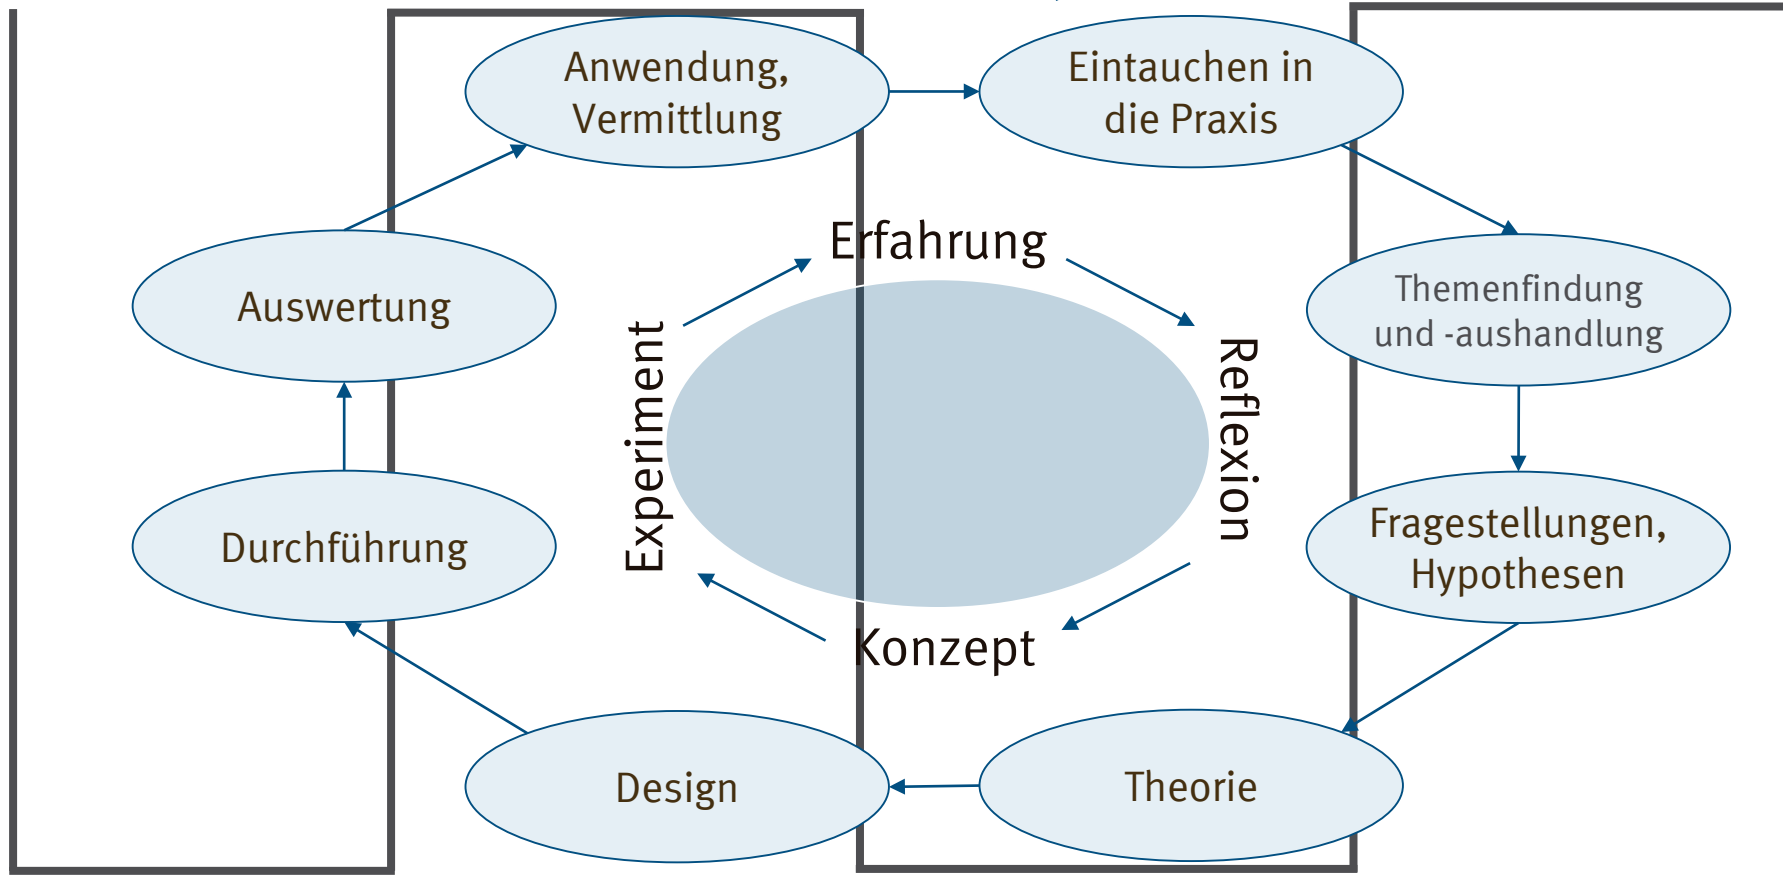 Anwendung,
Vermittlung
Eintauchen in
die Praxis
Themenfindung
und -aushandlung
Fragestellungen,
Hypothesen
Theorie
Design
Durchführung
Auswertung
Erfahrung
Reflexion
Konzept
Experiment